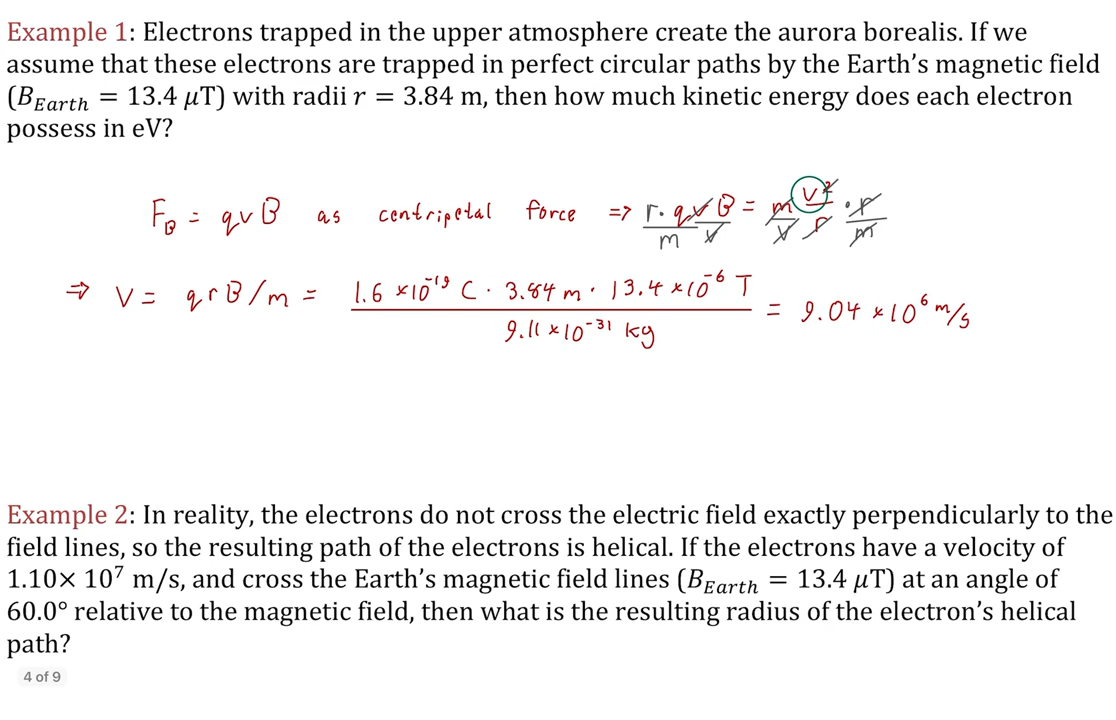 Example 1: Electrons trapped in the upper atmosphere create the aurora borealis. If we
assume that these electrons are trapped in perfect circular paths by the Earth's magnetic field
(B_Earth = 13.4 μT) with radii r = 3.84 m, then how much kinetic energy does each electron
possess in eV?
F_B = qvB as centripetal force => r · qvB / m v = m v² / v r · r / m
=> v = qrB/m = 1.6 × 10⁻¹⁹ C · 3.84 m · 13.4 × 10⁻⁶ T / 9.11 × 10⁻³¹ kg = 9.04 × 10⁶ m/s
Example 2: In reality, the electrons do not cross the electric field exactly perpendicularly to the
field lines, so the resulting path of the electrons is helical. If the electrons have a velocity of
1.10× 10⁷ m/s, and cross the Earth's magnetic field lines (B_Earth = 13.4 μT) at an angle of
60.0° relative to the magnetic field, then what is the resulting radius of the electron's helical
path?
4 of 9